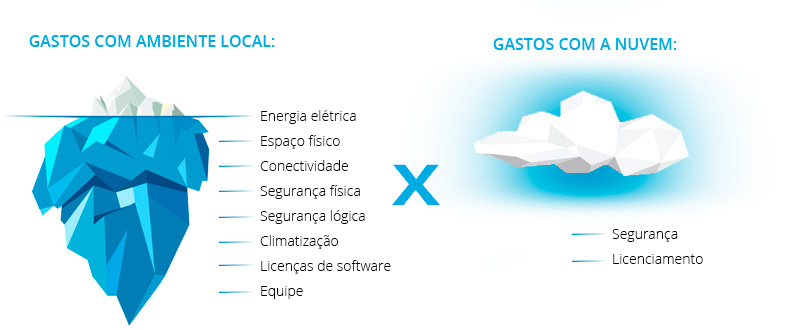 GASTOS COM AMBIENTE LOCAL:
Energia elétrica
Espaço físico
Conectividade
Segurança física
Segurança lógica
Climatização
Licenças de software
Equipe
X
GASTOS COM A NUVEM:
Segurança
Licenciamento